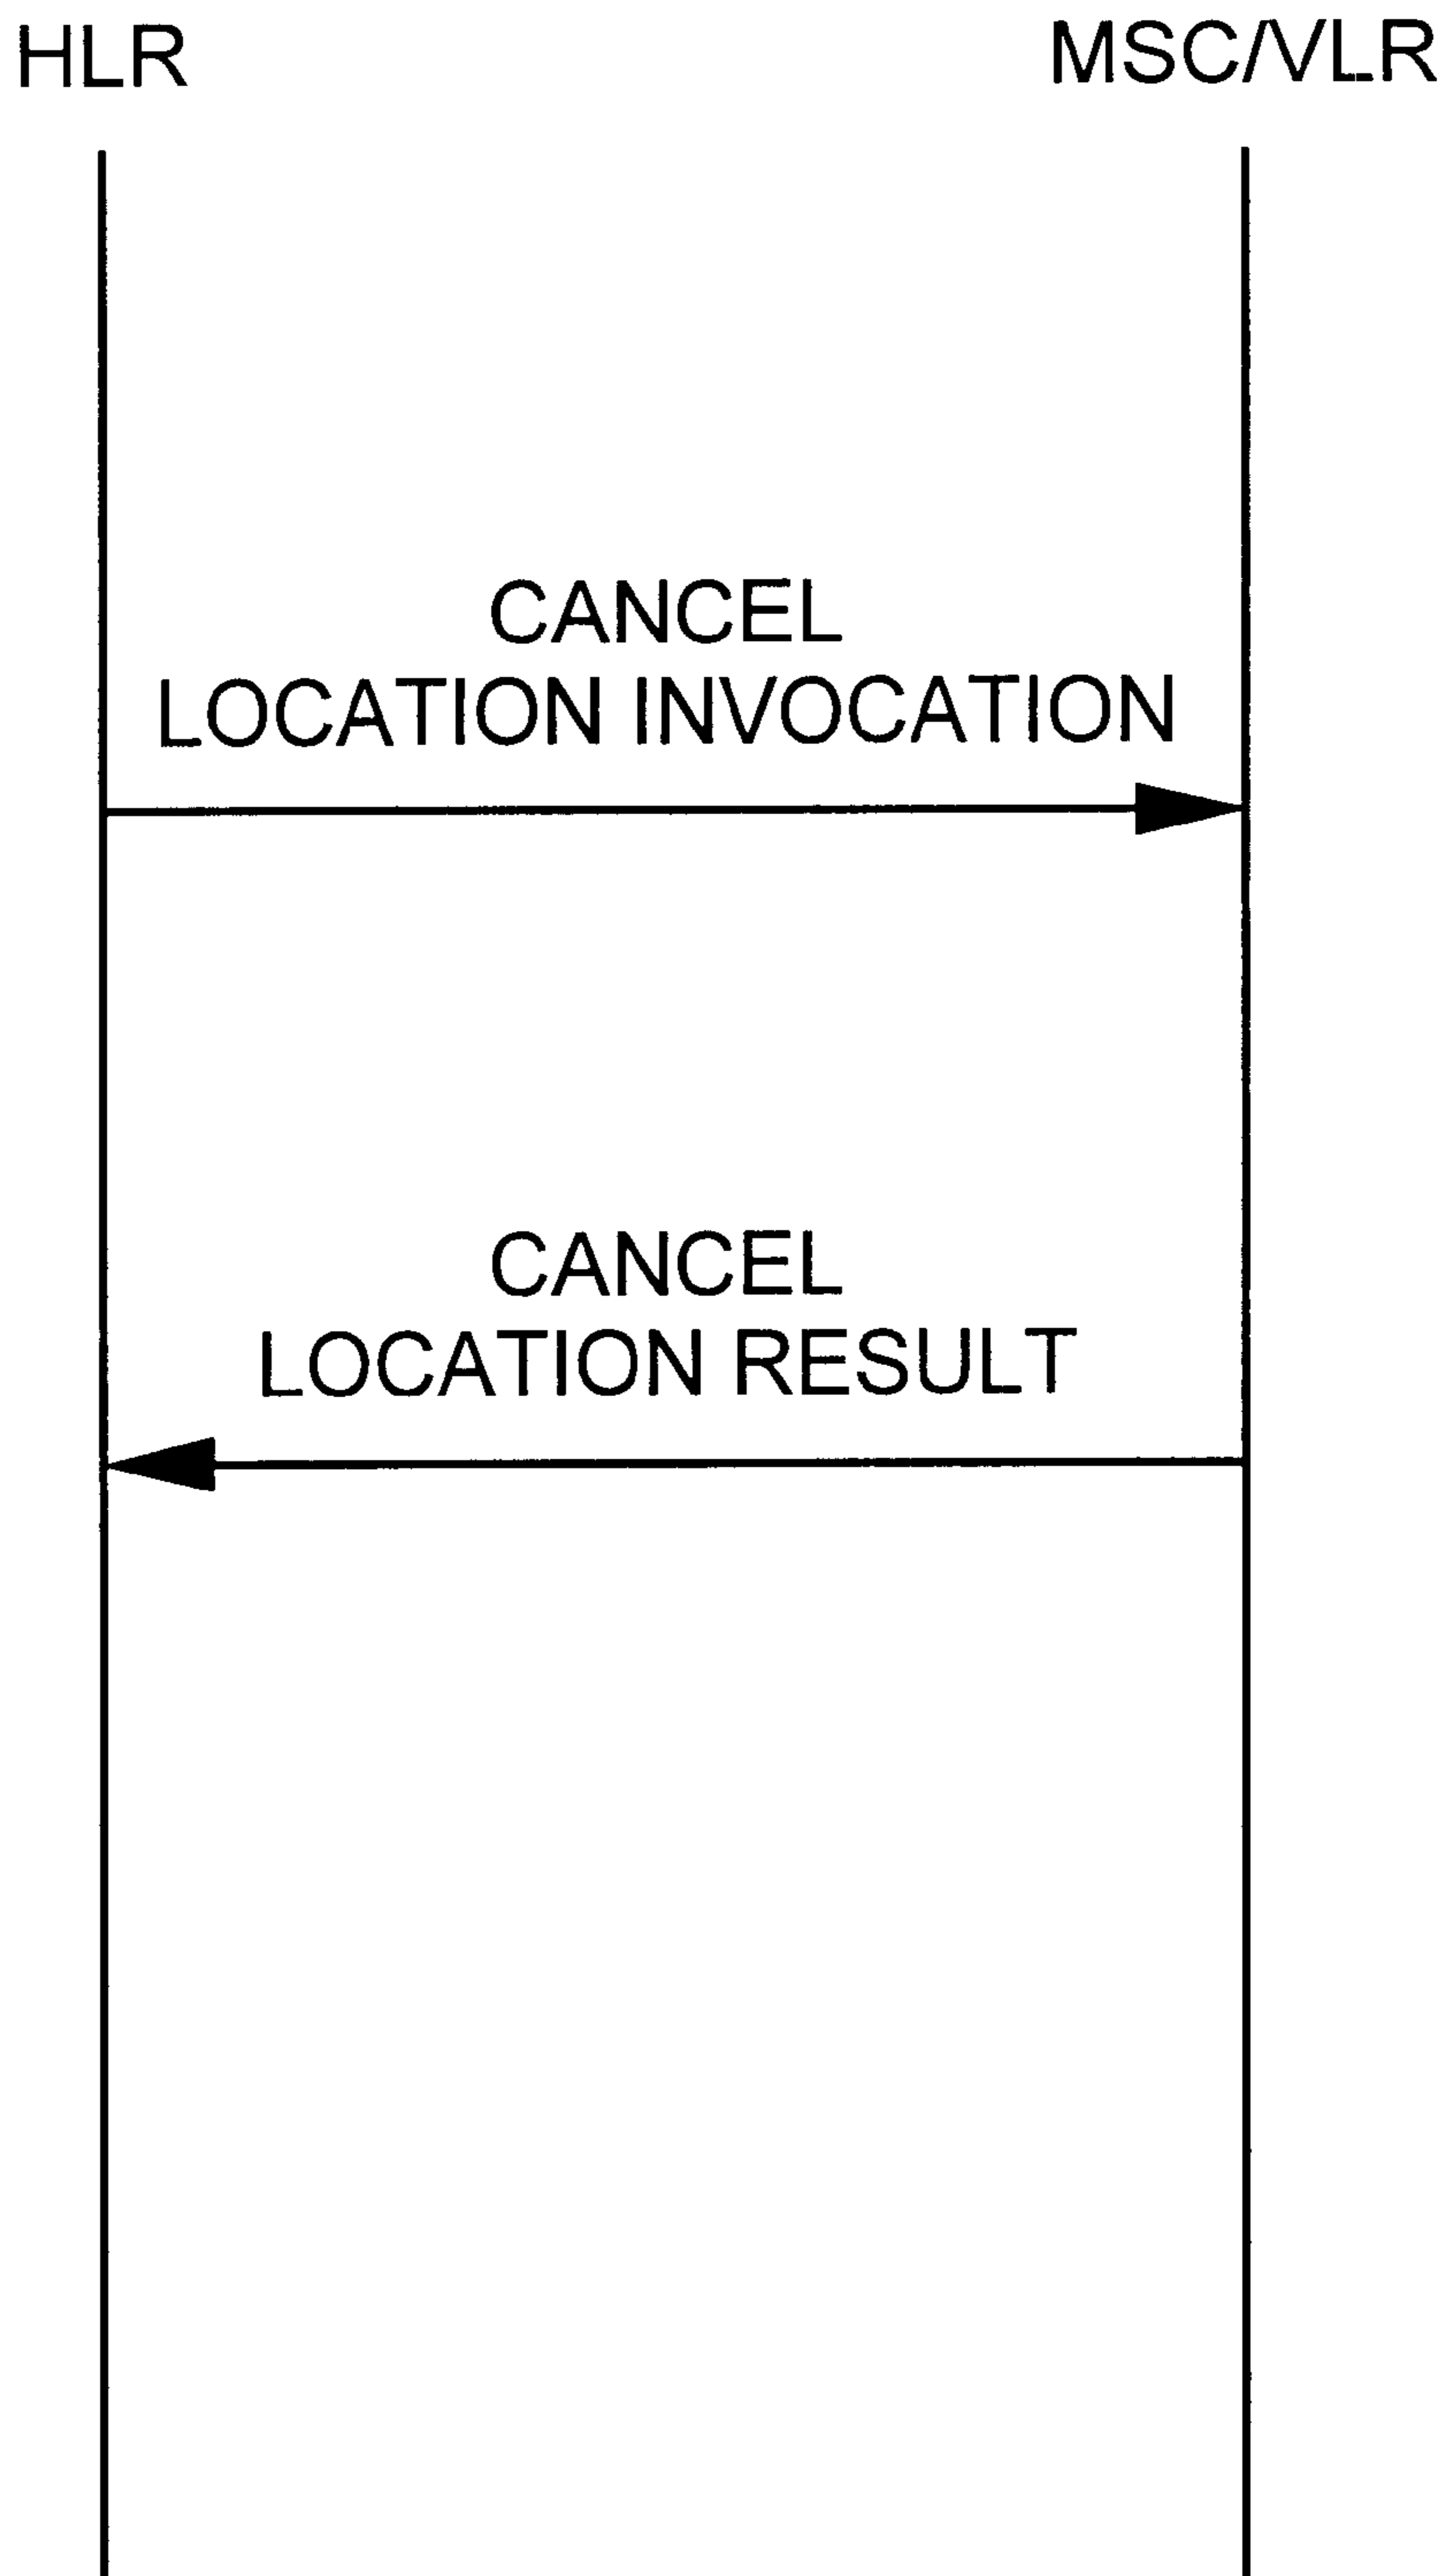 HLR
MSC/VLR
CANCEL
LOCATION INVOCATION
CANCEL
LOCATION RESULT